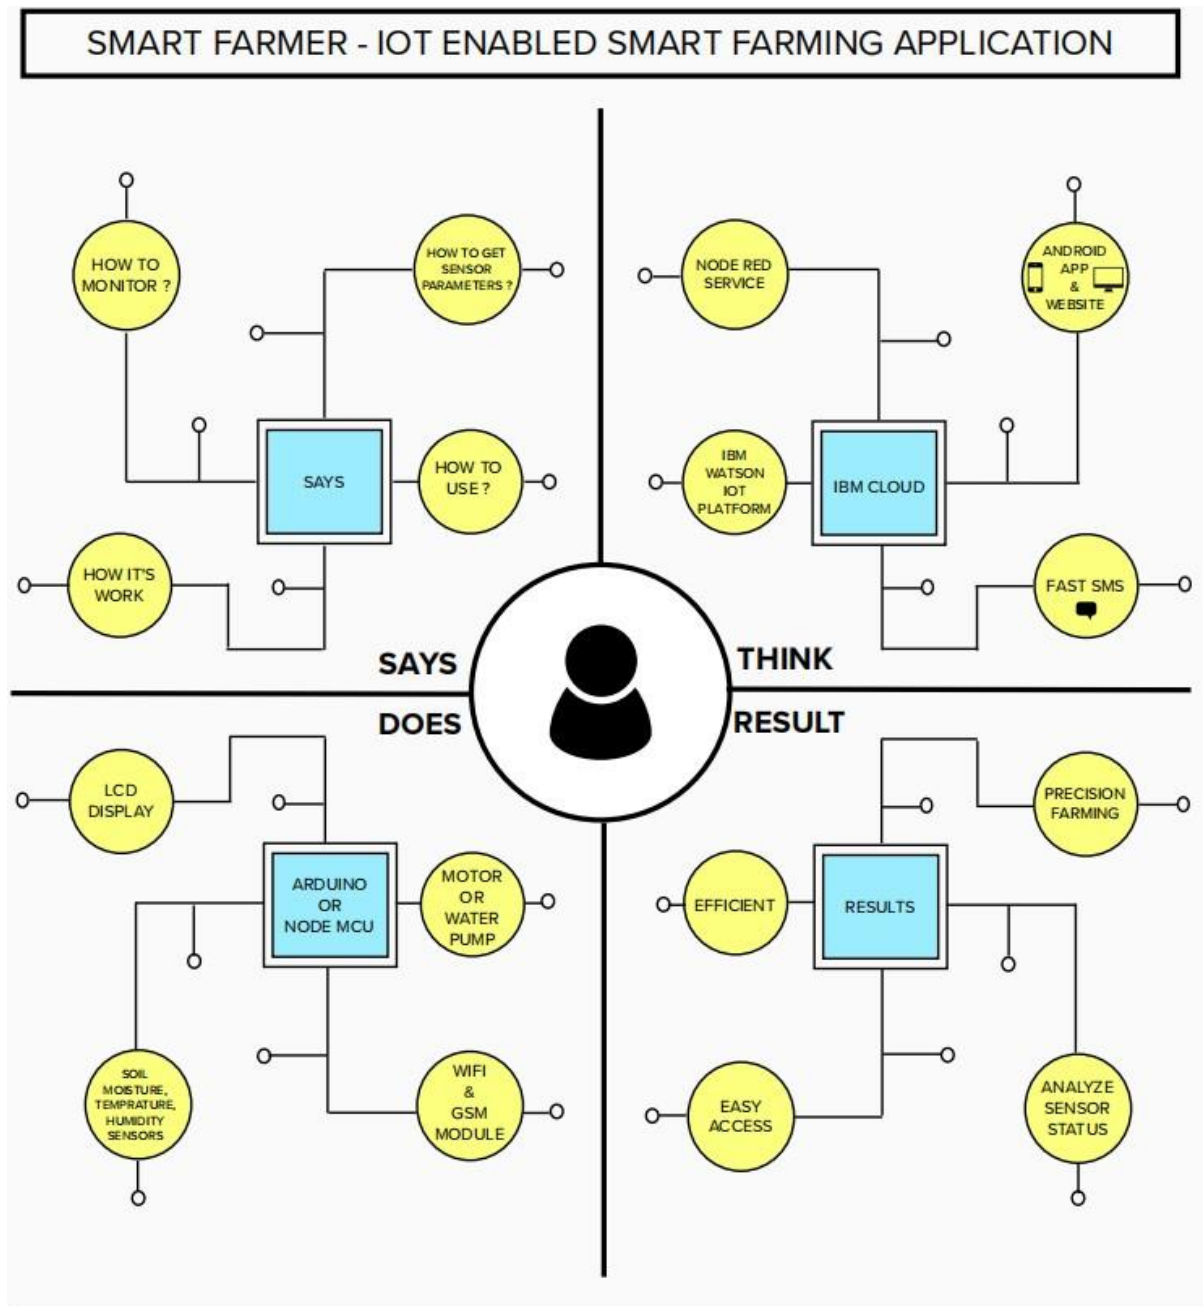 SMART FARMER - IOT ENABLED SMART FARMING APPLICATION
HOW TO
MONITOR ?
HOW TO GET
SENSOR
PARAMETERS ?
SAYS
HOW TO
USE ?
HOW IT'S
WORK
SAYS
NODE RED
SERVICE
ANDROID
APP
&
WEBSITE
IBM
WATSON
IOT
PLATFORM
IBM CLOUD
FAST SMS
THINK
DOES
LCD
DISPLAY
ARDUINO
OR
NODE MCU
MOTOR
OR
WATER
PUMP
SOIL
MOISTURE,
TEMPRATURE,
HUMIDITY
SENSORS
WIFI
&
GSM
MODULE
RESULT
PRECISION
FARMING
EFFICIENT
RESULTS
EASY
ACCESS
ANALYZE
SENSOR
STATUS